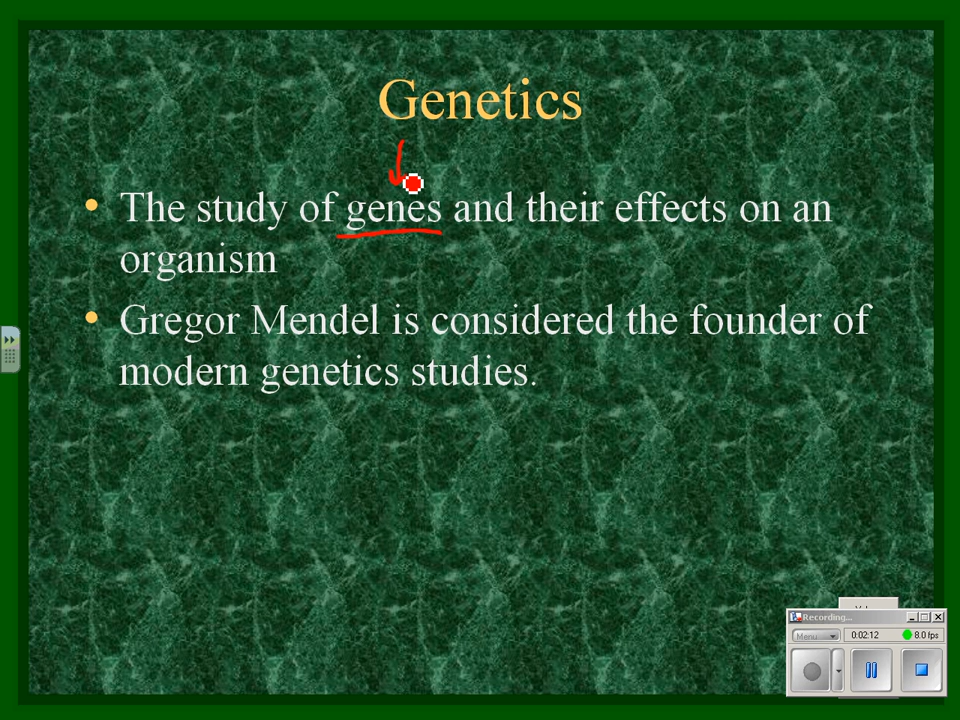 Genetics
• The study of genes and their effects on an
organism
• Gregor Mendel is considered the founder of
modern genetics studies.
Recording...
Menu
0:02:12
8.0 fps